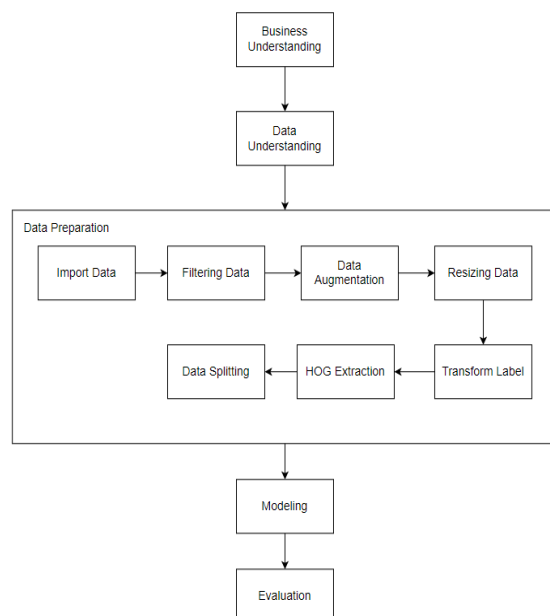 Business
Understanding
Data
Understanding
Data Preparation
Import Data
Filtering Data
Data
Augmentation
Resizing Data
Data Splitting
HOG Extraction
Transform Label
Modeling
Evaluation